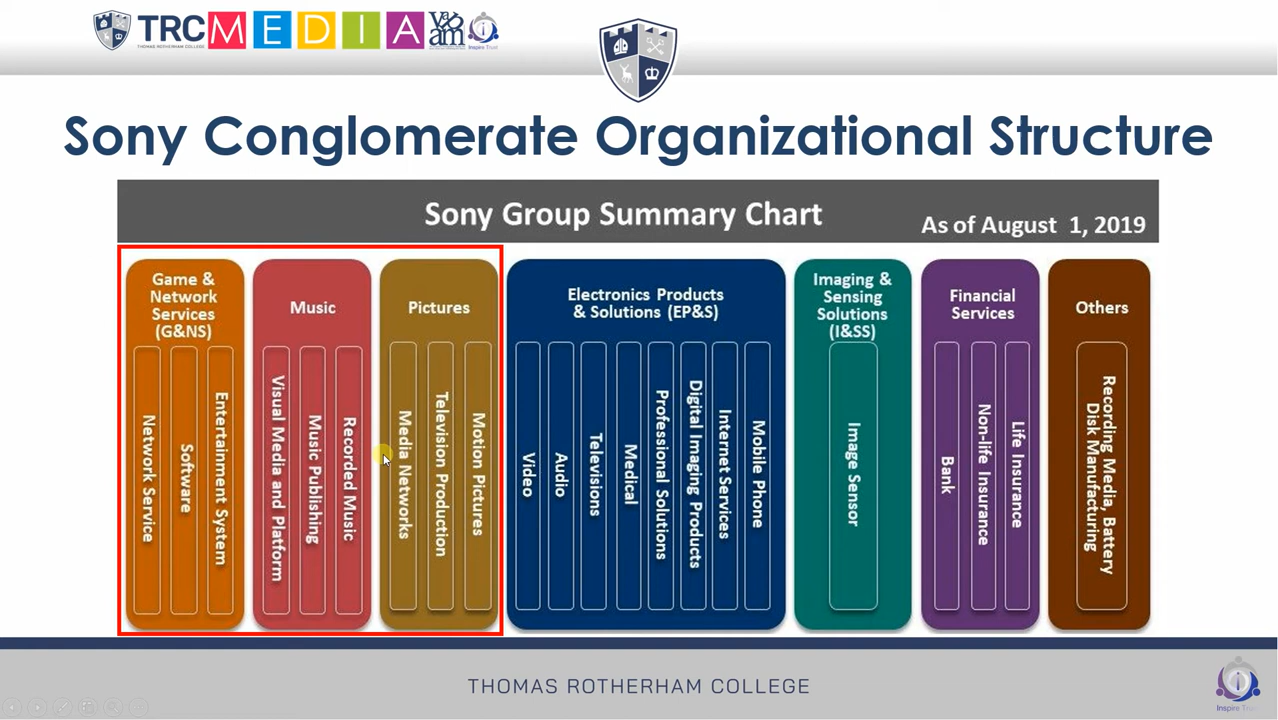 TRC MEDIA
THOMAS ROTHERHAM COLLEGE
Inspire Trust
Sony Conglomerate Organizational Structure
Sony Group Summary Chart
As of August 1, 2019
Game &
Network
Services
(G&NS)
Network Service
Software
Entertainment System
Music
Visual Media and Platform
Music Publishing
Recorded Music
Pictures
Media Networks
Television Production
Motion Pictures
Electronics Products
& Solutions (EP&S)
Video
Audio
Televisions
Medical
Professional Solutions
Digital Imaging Products
Internet Services
Mobile Phone
Imaging &
Sensing
Solutions
(I&SS)
Image Sensor
Financial
Services
Bank
Non-life Insurance
Life Insurance
Others
Recording Media, Battery
Disk Manufacturing
THOMAS ROTHERHAM COLLEGE
Inspire Trust